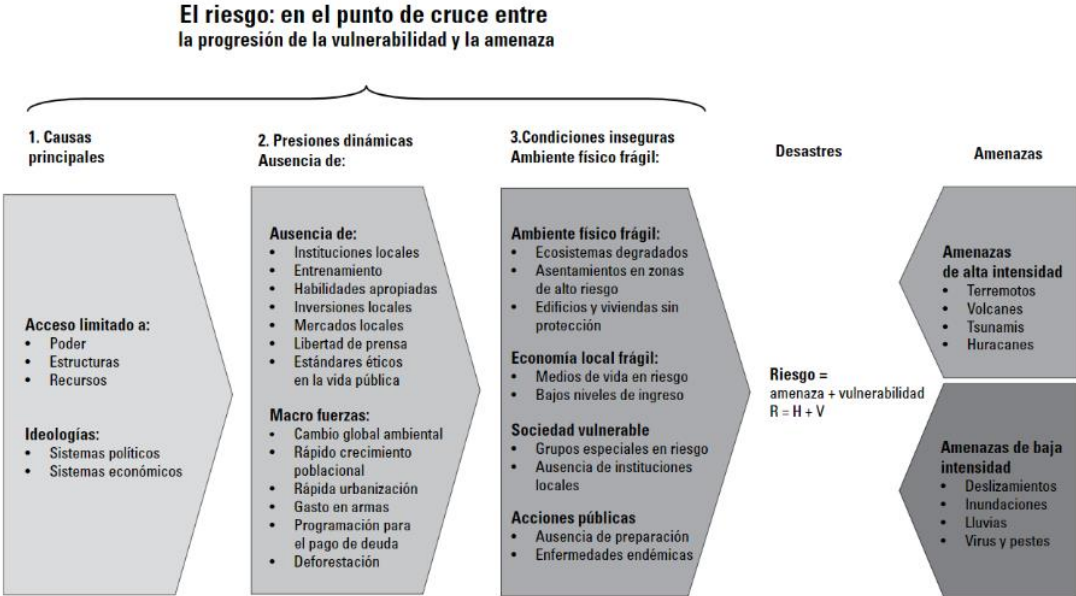 El riesgo: en el punto de cruce entre
la progresión de la vulnerabilidad y la amenaza
1. Causas
principales
Acceso limitado a:
• Poder
• Estructuras
• Recursos
Ideologías:
• Sistemas políticos
• Sistemas económicos
2. Presiones dinámicas
Ausencia de:
Ausencia de:
• Instituciones locales
• Entrenamiento
• Habilidades apropiadas
• Inversiones locales
• Mercados locales
• Libertad de prensa
• Estándares éticos
en la vida pública
Macro fuerzas:
• Cambio global ambiental
• Rápido crecimiento
poblacional
• Rápida urbanización
• Gasto en armas
• Programación para
el pago de deuda
• Deforestación
3.Condiciones inseguras
Ambiente físico frágil:
Ambiente físico frágil:
• Ecosistemas degradados
• Asentamientos en zonas
de alto riesgo
• Edificios y viviendas sin
protección
Economía local frágil:
• Medios de vida en riesgo
• Bajos niveles de ingreso
Sociedad vulnerable
• Grupos especiales en riesgo
• Ausencia de instituciones
locales
Acciones públicas
• Ausencia de preparación
• Enfermedades endémicas
Desastres
Riesgo =
amenaza + vulnerabilidad
R = H + V
Amenazas
Amenazas
de alta intensidad
• Terremotos
• Volcanes
• Tsunamis
• Huracanes
Amenazas de baja
intensidad
• Deslizamientos
• Inundaciones
• Lluvias
• Virus y pestes